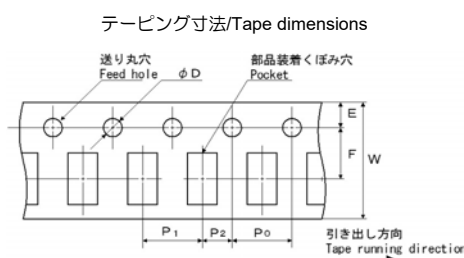 テーピング寸法/Tape dimensions
送り丸穴
Feed hole
φD
部品装着くぼみ穴
Pocket
E
F
W
P1
P2
P0
引き出し方向
Tape running direction